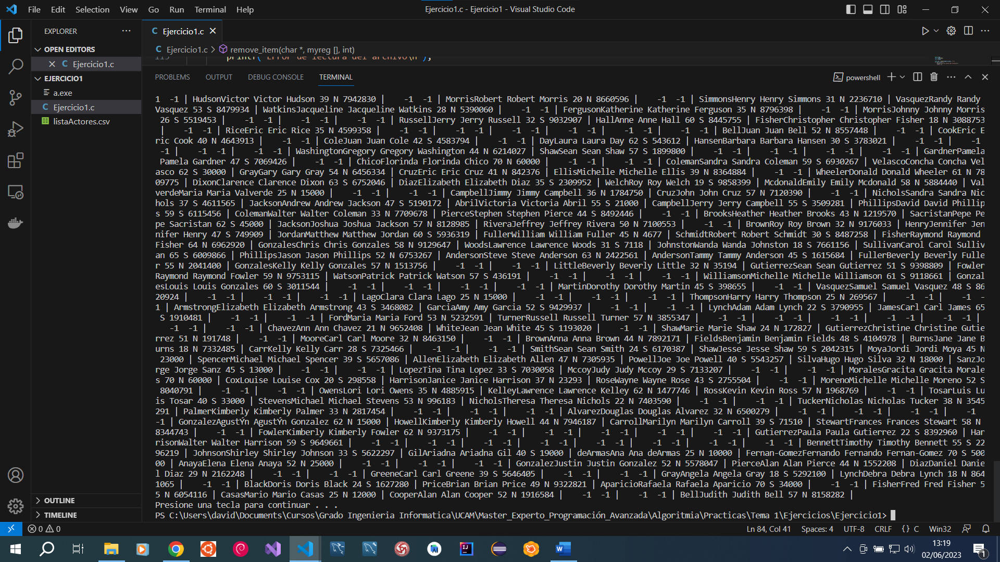 File Edit Selection View Go Run Terminal Help
Ejercicio1.c - Ejercicio1 - Visual Studio Code
EXPLORER
OPEN EDITORS
C Ejercicio1.c
EJERCICIO1
a.exe
C Ejercicio1.c
listaActores.csv
OUTLINE
TIMELINE
C Ejercicio1.c
C Ejercicio1.c > remove_item(char *, myreg [], int)
115 printf("Error de lectura del archivo\n");
PROBLEMS OUTPUT DEBUG CONSOLE TERMINAL
powershell
1  -1 | HudsonVictor Victor Hudson 39 N 7942830 |    -1  -1 | MorrisRobert Robert Morris 20 N 8660596 |    -1  -1 | SimmonsHenry Henry Simmons 31 N 2236710 | VasquezRandy Randy
Vasquez 53 S 8479934 | WatkinsJacqueline Jacqueline Watkins 28 N 5390060 |    -1  -1 | FergusonKatherine Katherine Ferguson 35 N 8796398 |    -1  -1 | MorrisJohnny Johnny Morris
26 S 5519453 |    -1  -1 |    -1  -1 |    -1  -1 | RussellJerry Jerry Russell 32 S 9032907 | HallAnne Anne Hall 60 S 8445755 | FisherChristopher Christopher Fisher 18 N 3088753
|    -1  -1 | RiceEric Eric Rice 35 N 4599358 |    -1  -1 |    -1  -1 |    -1  -1 |    -1  -1 |    -1  -1 |    -1  -1 | BellJuan Juan Bell 52 N 8557448 |    -1  -1 | CookEric E
ric Cook 40 N 4643913 |    -1  -1 | ColeJuan Juan Cole 42 S 4583794 |    -1  -1 | DayLaura Laura Day 62 S 543612 | HansenBarbara Barbara Hansen 30 S 3783021 |    -1  -1 |    -1
-1 |    -1  -1 |    -1  -1 | WashingtonGregory Gregory Washington 44 N 6214027 | ShawSean Sean Shaw 57 S 1899800 |    -1  -1 |    -1  -1 |    -1  -1 |    -1  -1 | GardnerPamela
Pamela Gardner 47 S 7069426 |    -1  -1 | ChicoFlorinda Florinda Chico 70 N 60000 |    -1  -1 |    -1  -1 | ColemanSandra Sandra Coleman 59 S 6930267 | VelascoConcha Concha Vel
asco 62 S 30000 | GrayGary Gary Gray 54 N 6456334 | CruzEric Eric Cruz 41 N 842376 | EllisMichelle Michelle Ellis 39 N 8364884 |    -1  -1 | WheelerDonald Donald Wheeler 61 N 78
09775 | DixonClarence Clarence Dixon 63 S 6752046 | DiazElizabeth Elizabeth Diaz 35 S 2309952 | WelchRoy Roy Welch 19 S 9858399 | McdonaldEmily Emily Mcdonald 58 N 5884440 | Val
verdeMaria Maria Valverde 25 N 15000 |    -1  -1 |    -1  -1 | CampbellJimmy Jimmy Campbell 36 N 1784750 | CruzJohn John Cruz 57 N 7120390 |    -1  -1 | NicholsSandra Sandra Nic
hols 37 S 4611565 | JacksonAndrew Andrew Jackson 47 S 5190172 | AbrilVictoria Victoria Abril 55 S 21000 | CampbellJerry Jerry Campbell 55 S 3509281 | PhillipsDavid David Phillip
s 59 S 6115456 | ColemanWalter Walter Coleman 33 N 7709678 | PierceStephen Stephen Pierce 44 S 8492446 |    -1  -1 | BrooksHeather Heather Brooks 43 N 1219570 | SacristanPepe Pe
pe Sacristan 62 S 45000 | JacksonJoshua Joshua Jackson 57 N 8128985 | RiveraJeffrey Jeffrey Rivera 50 N 7100553 |    -1  -1 | BrownRoy Roy Brown 32 N 9176033 | HenryJennifer Jen
nifer Henry 47 S 749909 | JordanMatthew Matthew Jordan 60 S 5936319 | FullerWilliam William Fuller 45 N 4677 | SchmidtRobert Robert Schmidt 30 S 8487258 | FisherRaymond Raymond
Fisher 64 N 6962920 | GonzalesChris Chris Gonzales 58 N 9129647 | WoodsLawrence Lawrence Woods 31 S 7118 | JohnstonWanda Wanda Johnston 18 S 7661156 | SullivanCarol Carol Sulliv
an 65 S 6009866 | PhillipsJason Jason Phillips 52 N 6753267 | AndersonSteve Steve Anderson 63 N 2422561 | AndersonTammy Tammy Anderson 45 S 1615684 | FullerBeverly Beverly Fulle
r 55 N 2041400 | GonzalesKelly Kelly Gonzales 57 N 1513756 |    -1  -1 |    -1  -1 | LittleBeverly Beverly Little 32 N 35194 | GutierrezSean Sean Gutierrez 51 S 9398809 | Fowler
Raymond Raymond Fowler 59 N 9753115 | WatsonPatrick Patrick Watson 57 S 436191 |    -1  -1 |    -1  -1 |    -1  -1 | WilliamsonMichelle Michelle Williamson 61 S 9118661 | Gonzal
esLouis Louis Gonzales 60 S 3011544 |    -1  -1 |    -1  -1 |    -1  -1 |    -1  -1 | MartinDorothy Dorothy Martin 45 S 398655 |    -1  -1 | VasquezSamuel Samuel Vasquez 48 S 86
20924 |    -1  -1 |    -1  -1 |    -1  -1 | LagoClara Clara Lago 25 N 15000 |    -1  -1 |    -1  -1 |    -1  -1 | ThompsonHarry Harry Thompson 25 N 269567 |    -1  -1 |    -1  -
1 | ArmstrongElizabeth Elizabeth Armstrong 43 S 3468082 | GarciaAmy Amy Garcia 52 S 9429937 |    -1  -1 |    -1  -1 | LynchAdam Adam Lynch 22 S 3790955 | JamesCarl Carl James 65
S 1910481 |    -1  -1 |    -1  -1 | FordMaria Maria Ford 53 N 5232591 | TurnerRussell Russell Turner 57 N 3855347 |    -1  -1 |    -1  -1 |    -1  -1 |    -1  -1 |    -1  -1 |
-1  -1 |    -1  -1 | ChavezAnn Ann Chavez 21 N 9652408 | WhiteJean Jean White 45 S 1193020 |    -1  -1 | ShawMarie Marie Shaw 24 N 172827 | GutierrezChristine Christine Gutie
rrez 51 N 191748 |    -1  -1 | MooreCarl Carl Moore 32 N 8463150 |    -1  -1 | BrownAnna Anna Brown 44 N 7892171 | FieldsBenjamin Benjamin Fields 48 S 4104978 | BurnsJane Jane B
urns 18 N 7332485 | CarrKelly Kelly Carr 28 S 7325466 |    -1  -1 |    -1  -1 | SmithSean Sean Smith 24 S 6170387 | ShawJesse Jesse Shaw 59 S 2042315 | MoyaJordi Jordi Moya 45 N
23000 | SpencerMichael Michael Spencer 39 S 5657086 | AllenElizabeth Elizabeth Allen 47 N 7305935 | PowellJoe Joe Powell 40 S 5543257 | SilvaHugo Hugo Silva 32 N 18000 | SanzJo
rge Jorge Sanz 45 S 13000 |    -1  -1 |    -1  -1 | LopezTina Tina Lopez 33 S 7030058 | MccoyJudy Judy Mccoy 29 S 7133207 |    -1  -1 |    -1  -1 | MoralesGracita Gracita Morale
s 70 N 60000 | CoxLouise Louise Cox 20 S 298558 | HarrisonJanice Janice Harrison 37 N 23293 | RoseWayne Wayne Rose 43 S 2755504 |    -1  -1 | MorenoMichelle Michelle Moreno 52 S
8040791 |    -1  -1 |    -1  -1 | OwensLori Lori Owens 35 N 4885915 | KelleyLawrence Lawrence Kelley 62 N 1477746 | RossKevin Kevin Ross 57 N 1968769 |    -1  -1 | TosarLuis Lu
is Tosar 40 S 33000 | StevensMichael Michael Stevens 53 N 996183 | NicholsTheresa Theresa Nichols 22 N 7403590 |    -1  -1 |    -1  -1 | TuckerNicholas Nicholas Tucker 38 N 3545
291 | PalmerKimberly Kimberly Palmer 33 N 2817454 |    -1  -1 |    -1  -1 |    -1  -1 | AlvarezDouglas Douglas Alvarez 32 N 6500279 |    -1  -1 |    -1  -1 |    -1  -1 |    -1
-1 | GonzalezAgustÝn AgustÝn Gonzalez 62 N 15000 | HowellKimberly Kimberly Howell 44 N 7946187 | CarrollMarilyn Marilyn Carroll 39 S 71510 | StewartFrances Frances Stewart 58 N
8344743 |    -1  -1 | FowlerKimberly Kimberly Fowler 62 N 9373175 |    -1  -1 |    -1  -1 |    -1  -1 |    -1  -1 |    -1  -1 | GutierrezPaula Paula Gutierrez 22 S 8392960 | Har
risonWalter Walter Harrison 59 S 9649661 |    -1  -1 |    -1  -1 |    -1  -1 |    -1  -1 |    -1  -1 |    -1  -1 |    -1  -1 |    -1  -1 | BennettTimothy Timothy Bennett 55 S 22
96219 | JohnsonShirley Shirley Johnson 33 S 5622297 | GilAriadna Ariadna Gil 40 S 19000 | deArmasAna Ana deArmas 25 N 10000 | Fernan-GomezFernando Fernando Fernan-Gomez 70 S 500
00 | AnayaElena Elena Anaya 52 N 25000 |    -1  -1 |    -1  -1 |    -1  -1 | GonzalezJustin Justin Gonzalez 52 N 5578047 | PierceAlan Alan Pierce 44 N 1552208 | DiazDaniel Danie
l Diaz 29 N 2162248 |    -1  -1 |    -1  -1 | GreeneCarl Carl Greene 39 S 5646405 |    -1  -1 |    -1  -1 | GrayAngela Angela Gray 18 S 5292100 | LynchDebra Debra Lynch 18 N 864
1065 |    -1  -1 | BlackDoris Doris Black 24 S 1627280 | PriceBrian Brian Price 49 N 9322821 | AparicioRafaela Rafaela Aparicio 70 S 34000 |    -1  -1 | FisherFred Fred Fisher 5
5 N 6054116 | CasasMario Mario Casas 25 N 12000 | CooperAlan Alan Cooper 52 N 1916584 |    -1  -1 |    -1  -1 | BellJudith Judith Bell 57 N 8158282 |
Presione una tecla para continuar . . .
PS C:\Users\david\Documents\Cursos\Grado Ingenieria Informatica\UCAM\Master_Experto_Programación_Avanzada\Algoritmia\Practicas\Tema 1\Ejercicios\Ejercicio1>
0 0
Ln 84, Col 41 Spaces: 4 UTF-8 CRLF {} C Win32
13:19
02/06/2023
1